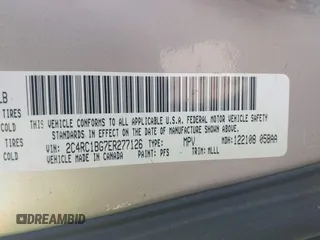 LB
TIRES
COLD
TIRES
COLD
THIS VEHICLE CONFORMS TO ALL APPLICABLE U.S.A. FEDERAL MOTOR VEHICLE SAFETY
STANDARDS IN EFFECT ON THE DATE OF MANUFACTURE SHOWN ABOVE.
VIN: 2C4RC1BG7ER277126 TYPE: MPV MDH: 122108 058AA
MADE IN CANADA PAINT: PFS TRIM: MLLL
DREAMBID